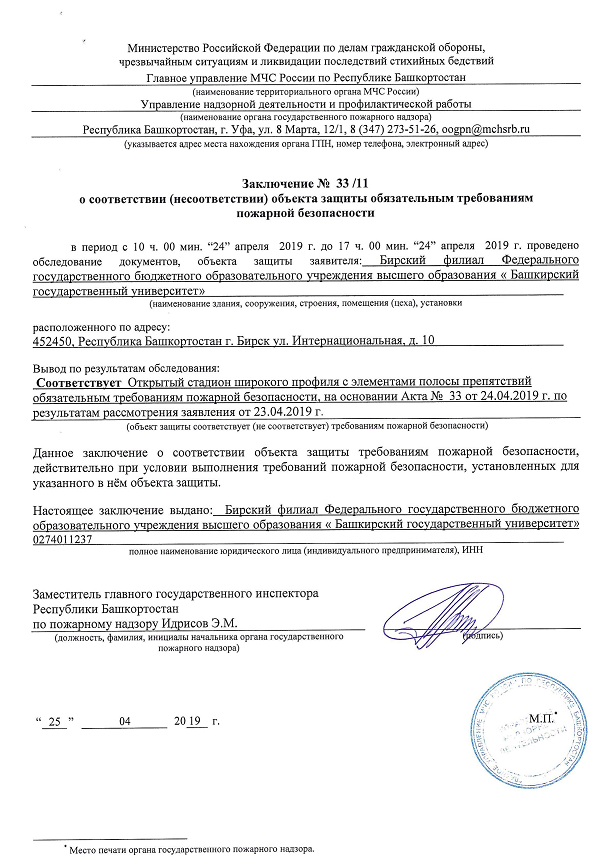 Министерство Российской Федерации по делам гражданской обороны,
чрезвычайным ситуациям и ликвидации последствий стихийных бедствий
Главное управление МЧС России по Республике Башкортостан
(наименование территориального органа МЧС России)
Управление надзорной деятельности и профилактической работы
(наименование органа государственного пожарного надзора)
Республика Башкортостан, г. Уфа, ул. 8 Марта, 12/1, 8 (347) 273-51-26, oogpn@mchsrb.ru
(указывается адрес места нахождения органа ГПН, номер телефона, электронный адрес)
Заключение № 33 /11
о соответствии (несоответствии) объекта защиты обязательным требованиям
пожарной безопасности
в период с 10 ч. 00 мин. “24” апреля 2019 г. до 17 ч. 00 мин. “24” апреля 2019 г. проведено
обследование документов, объекта защиты заявителя: Бирский филиал Федерального
государственного бюджетного образовательного учреждения высшего образования « Башкирский
государственный университет»
(наименование здания, сооружения, строения, помещения (цеха), установки
расположенного по адресу:
452450, Республика Башкортостан г. Бирск ул. Интернациональная, д. 10
Вывод по результатам обследования:
Соответствует Открытый стадион широкого профиля с элементами полосы препятствий
обязательным требованиям пожарной безопасности, на основании Акта № 33 от 24.04.2019 г. по
результатам рассмотрения заявления от 23.04.2019 г.
(объект защиты соответствует (не соответствует) требованиям пожарной безопасности)
Данное заключение о соответствии объекта защиты требованиям пожарной безопасности,
действительно при условии выполнения требований пожарной безопасности, установленных для
указанного в нём объекта защиты.
Настоящее заключение выдано: Бирский филиал Федерального государственного бюджетного
образовательного учреждения высшего образования « Башкирский государственный университет»
0274011237
полное наименование юридического лица (индивидуального предпринимателя), ИНН
Заместитель главного государственного инспектора
Республики Башкортостан
по пожарному надзору Идрисов Э.М.
(должность, фамилия, инициалы начальника органа государственного
пожарного надзора)
(подпись)
“ 25 ” 04 2019 г.
М.П.*
* Место печати органа государственного пожарного надзора.